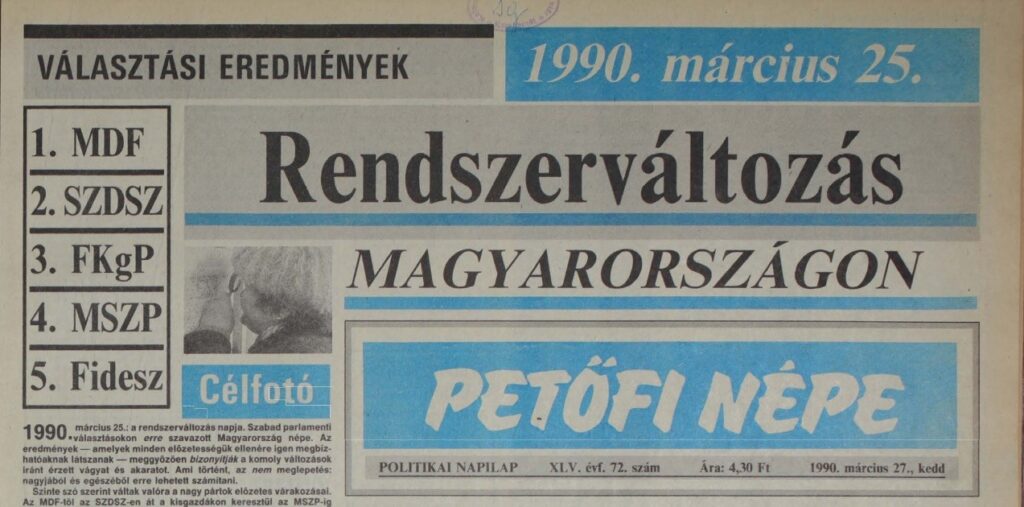 VÁLASZTÁSI EREDMÉNYEK
1990. március 25.
1. MDF
2. SZDSZ
3. FKgP
4. MSZP
5. Fidesz
Rendszerváltozás
MAGYARORSZÁGON
Célfotó
PETŐFI NÉPE
POLITIKAI NAPILAP XLV. évf. 72. szám Ára: 4,30 Ft 1990. március 27., kedd
1990. március 25.: a rendszerváltozás napja. Szabad parlamenti
választásokon erre szavazott Magyarország népe. Az
eredmények — amelyek minden előzetességük ellenére igen megbíz-
hatóaknak látszanak — meggyőzően bizonyítják a komoly változások
iránt érzett vágyat és akaratot. Ami történt, az nem meglepetés:
nagyjából és egészéből erre lehetett számítani.
Szinte szó szerint váltak valóra a nagy pártok előzetes várakozásai.
Az MDF-től az SZDSZ-en át a kisgazdákon keresztül az MSZP-ig